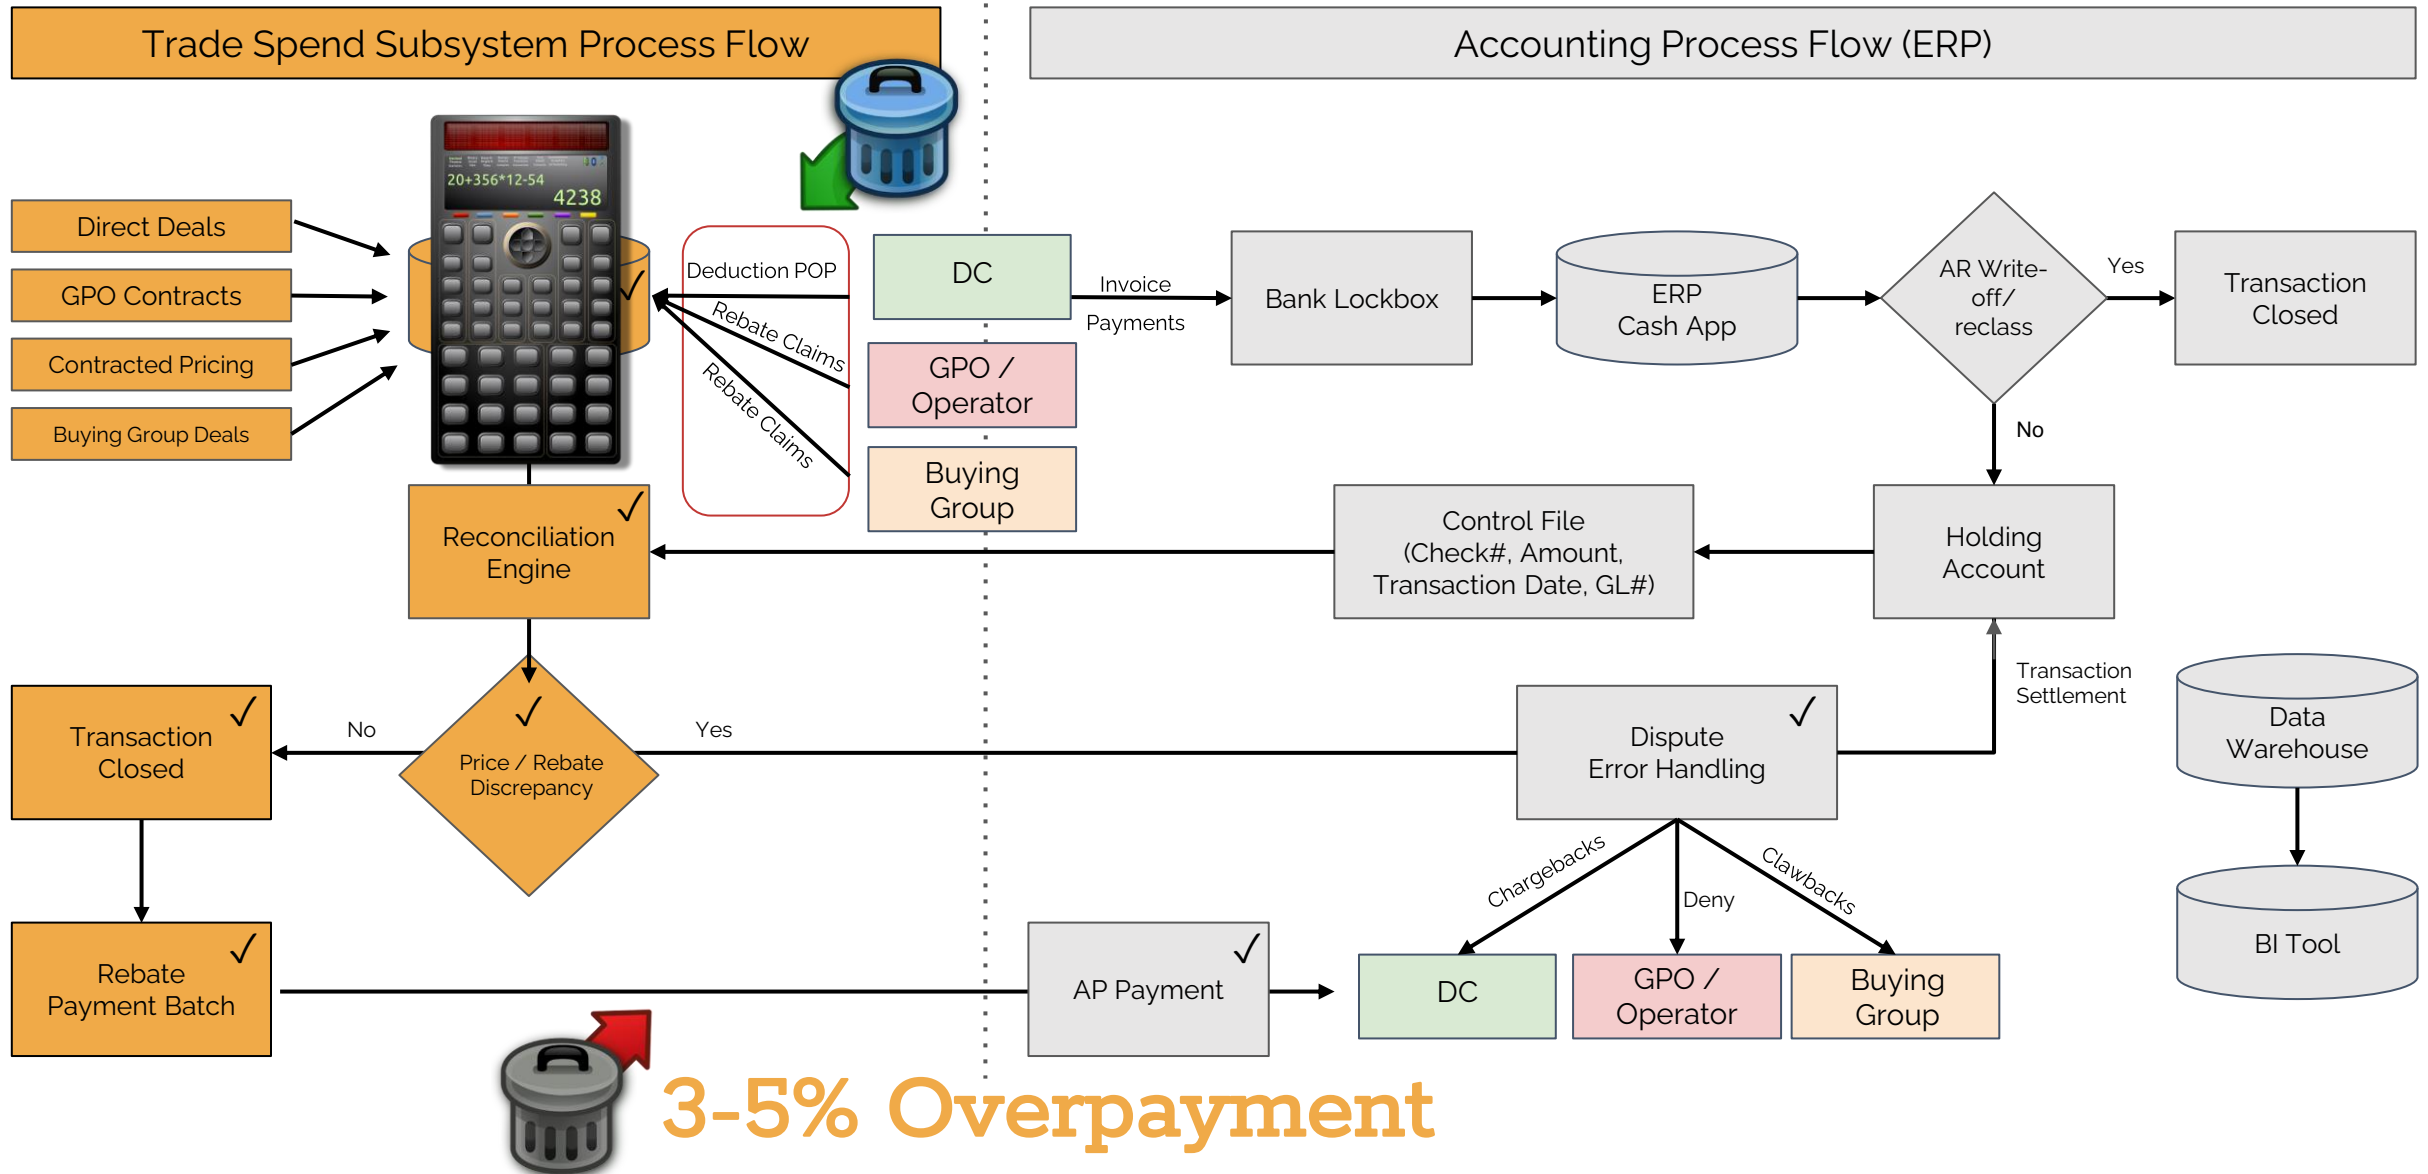 Trade Spend Subsystem Process Flow
Accounting Process Flow (ERP)
20+356*12-54
4238
Direct Deals
GPO Contracts
Contracted Pricing
Buying Group Deals
Deduction POP
Rebate Claims
Rebate Claims
DC
GPO /
Operator
Buying
Group
Invoice
Payments
Bank Lockbox
ERP
Cash App
AR Write-
off/
reclass
Yes
Transaction
Closed
No
Reconciliation
Engine
Control File
(Check#, Amount,
Transaction Date, GL#)
Holding
Account
Transaction
Settlement
Transaction
Closed
No
Price / Rebate
Discrepancy
Yes
Dispute
Error Handling
Data
Warehouse
Chargebacks
Deny
Clawbacks
Rebate
Payment Batch
AP Payment
DC
GPO /
Operator
Buying
Group
BI Tool
3-5% Overpayment